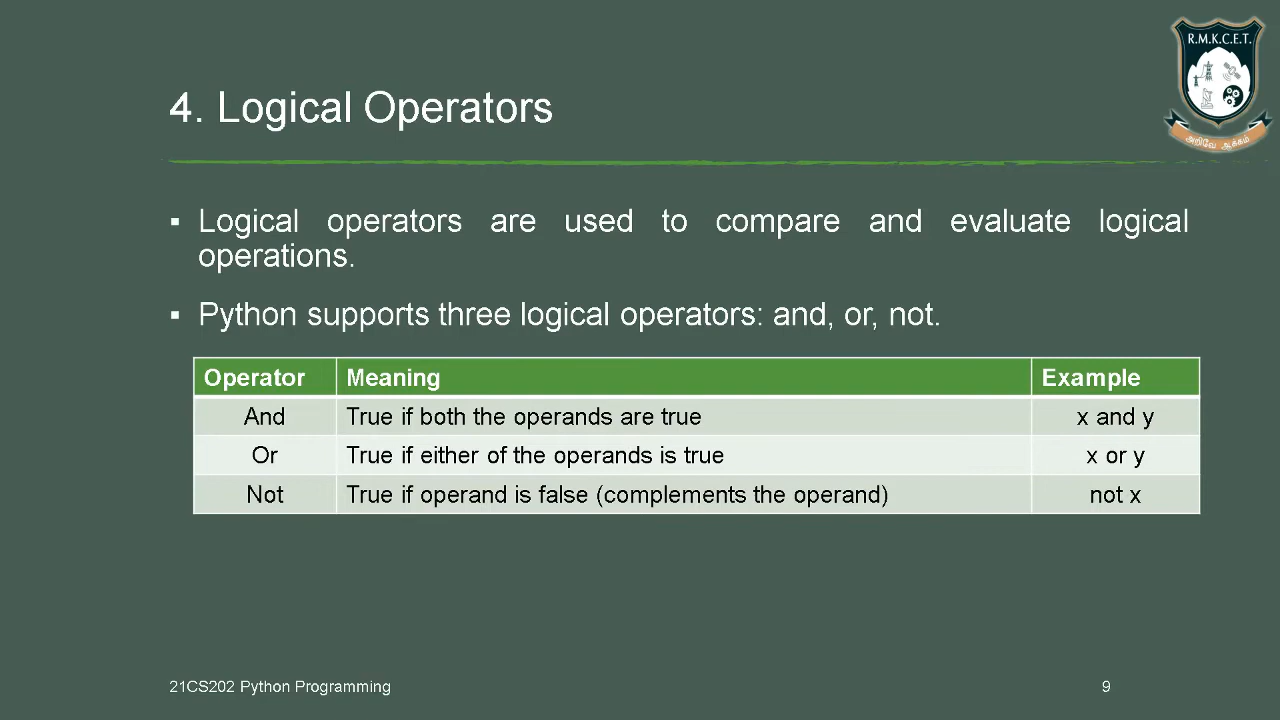 R.M.K.C.E.T.
அறிவே ஆக்கம்
4. Logical Operators
▪ Logical operators are used to compare and evaluate logical
operations.
▪ Python supports three logical operators: and, or, not.
Operator Meaning Example
And True if both the operands are true x and y
Or True if either of the operands is true x or y
Not True if operand is false (complements the operand) not x
21CS202 Python Programming 9